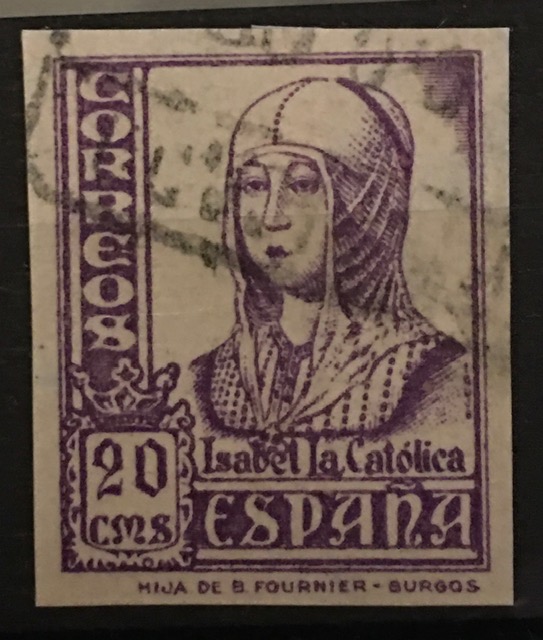 CORREOS
20
CMS
Isabel la Católica
ESPAÑA
HIJA DE B. FOURNIER - BURGOS